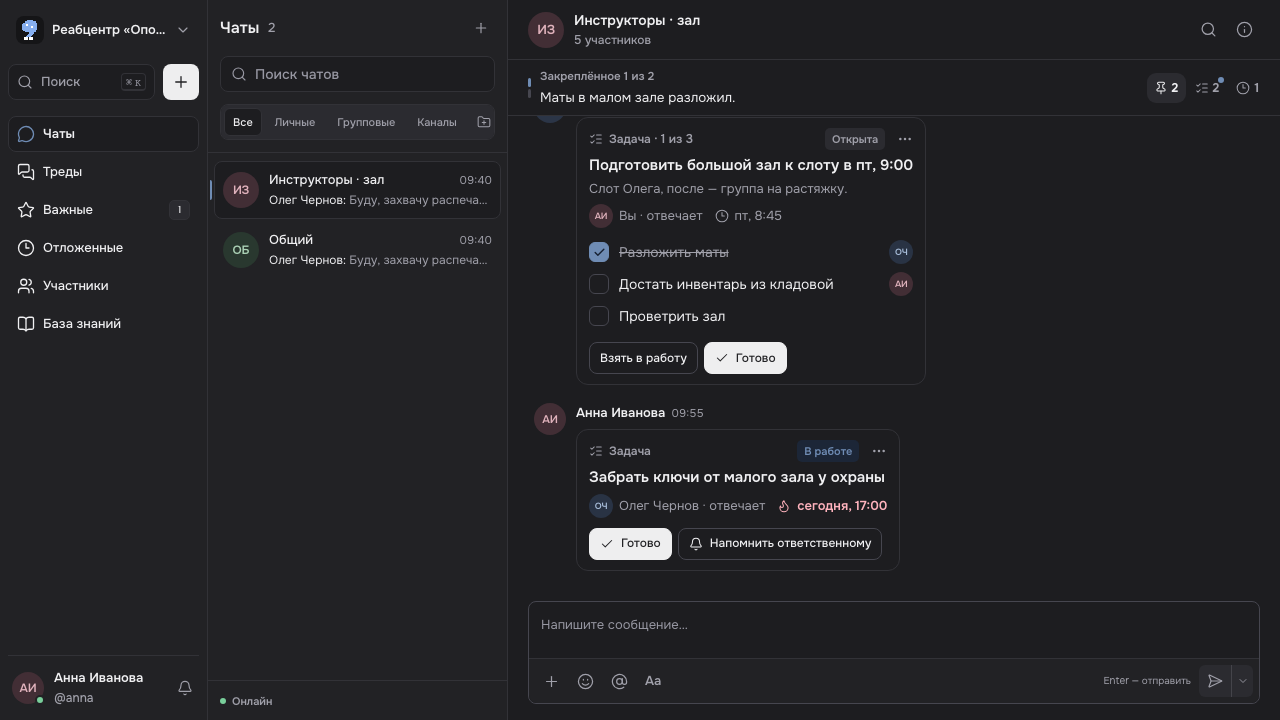 Реабцентр «Опо...
Поиск
⌘ K
Чаты
Треды
Важные
1
Отложенные
Участники
База знаний
АИ
Анна Иванова
@anna
Чаты 2
Поиск чатов
Все
Личные
Групповые
Каналы
ИЗ
Инструкторы · зал
09:40
Олег Чернов: Буду, захвачу распеча...
ОБ
Общий
09:40
Олег Чернов: Буду, захвачу распеча...
Онлайн
ИЗ
Инструкторы · зал
5 участников
Закреплённое 1 из 2
Маты в малом зале разложил.
2
2
1
Задача · 1 из 3
Открыта
Подготовить большой зал к слоту в пт, 9:00
Слот Олега, после — группа на растяжку.
АИ
Вы · отвечает
пт, 8:45
Разложить маты
ОЧ
Достать инвентарь из кладовой
АИ
Проветрить зал
Взять в работу
Готово
АИ
Анна Иванова 09:55
Задача
В работе
Забрать ключи от малого зала у охраны
ОЧ
Олег Чернов · отвечает
сегодня, 17:00
Готово
Напомнить ответственному
Напишите сообщение...
Aa
Enter — отправить